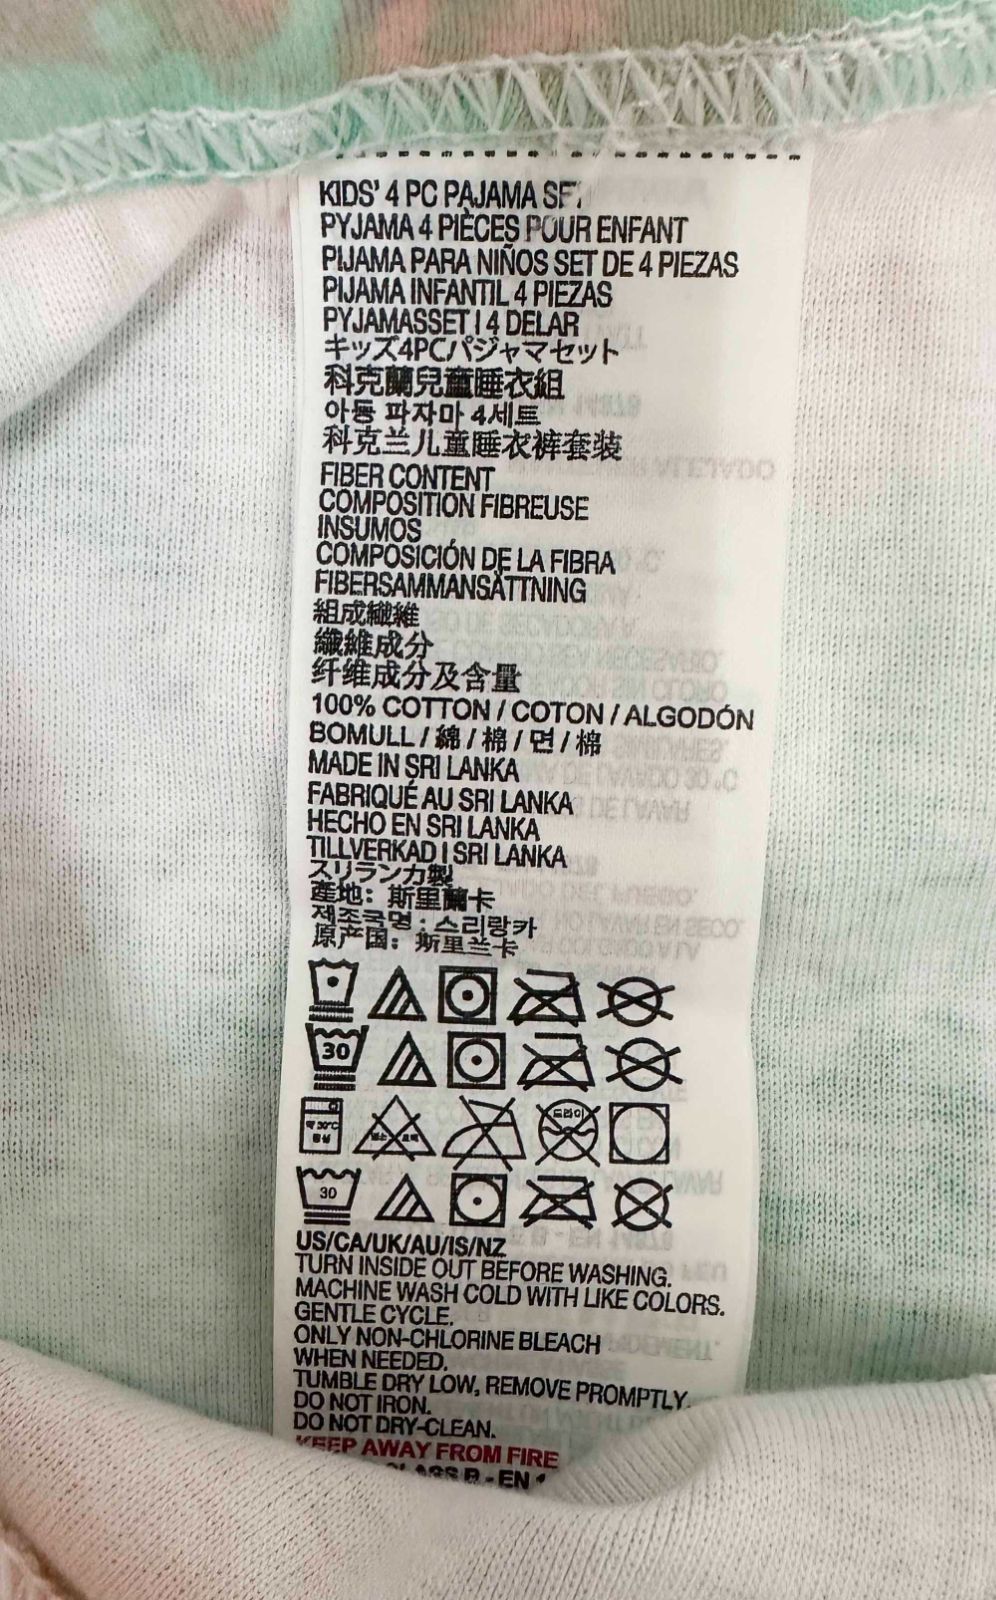 KIDS' 4 PC PAJAMA
PYJAMA 4 PIÈCES POUR ENFANT
PIJAMA PARA NIÑOS SET DE 4 PIEZAS
PIJAMA INFANTIL 4 PIEZAS
PYJAMASSET I 4 DELAR
キッズ4PCパジャマセット
科克蘭兒童睡衣組
아동 파자마 4세트
科克兰儿童睡衣裤套装
FIBER CONTENT
COMPOSITION FIBREUSE
INSUMOS
COMPOSICIÓN DE LA FIBRA
FIBERSAMMANSÄTTNING
組成繊維
纖維成分
纤维成分及含量
100% COTTON / COTON / ALGODÓN
BOMULL / 綿 / 棉 / 면 / 棉
MADE IN SRI LANKA
FABRIQUÉ AU SRI LANKA
HECHO EN SRI LANKA
TILLVERKAD I SRI LANKA
スリランカ製
產地: 斯里蘭卡
제조국명 : 스리랑카
原产国: 斯里兰卡
30
약 30℃ 드라이
30
US/CA/UK/AU/IS/NZ
TURN INSIDE OUT BEFORE WASHING.
MACHINE WASH COLD WITH LIKE COLORS.
GENTLE CYCLE.
ONLY NON-CHLORINE BLEACH
WHEN NEEDED.
TUMBLE DRY LOW, REMOVE PROMPTLY.
DO NOT IRON.
DO NOT DRY-CLEAN.
KEEP AWAY FROM FIRE
CLASS B - EN